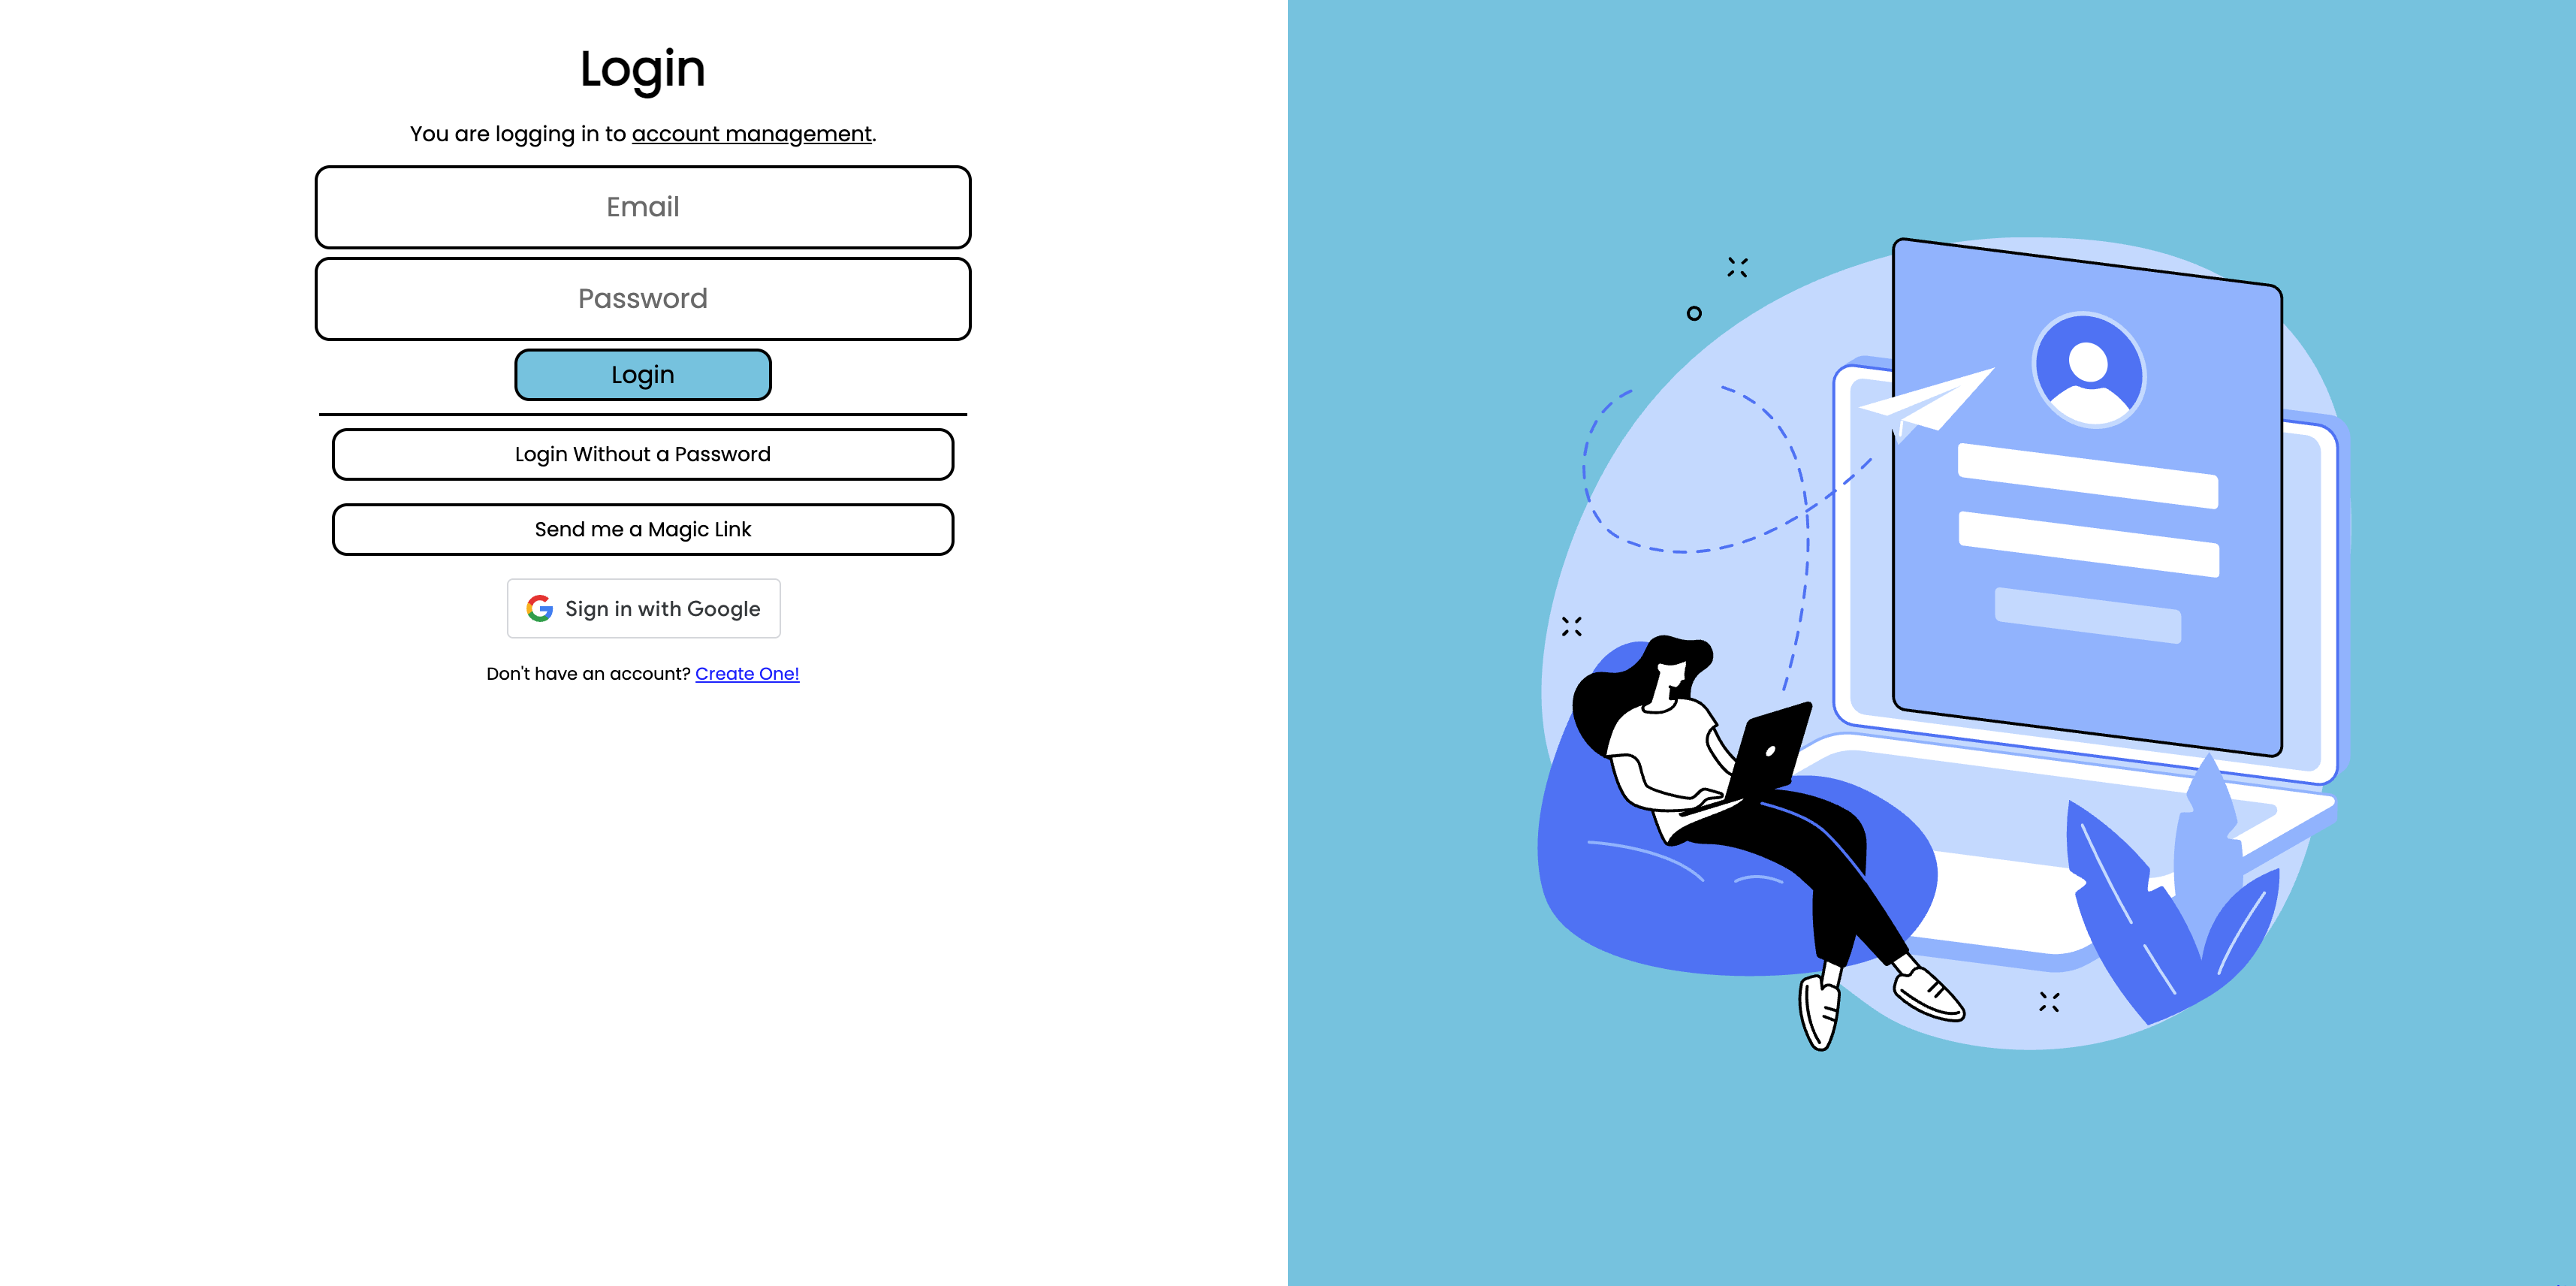 Login
You are logging in to account management.
Email
Password
Login
Login Without a Password
Send me a Magic Link
Sign in with Google
Don't have an account? Create One!